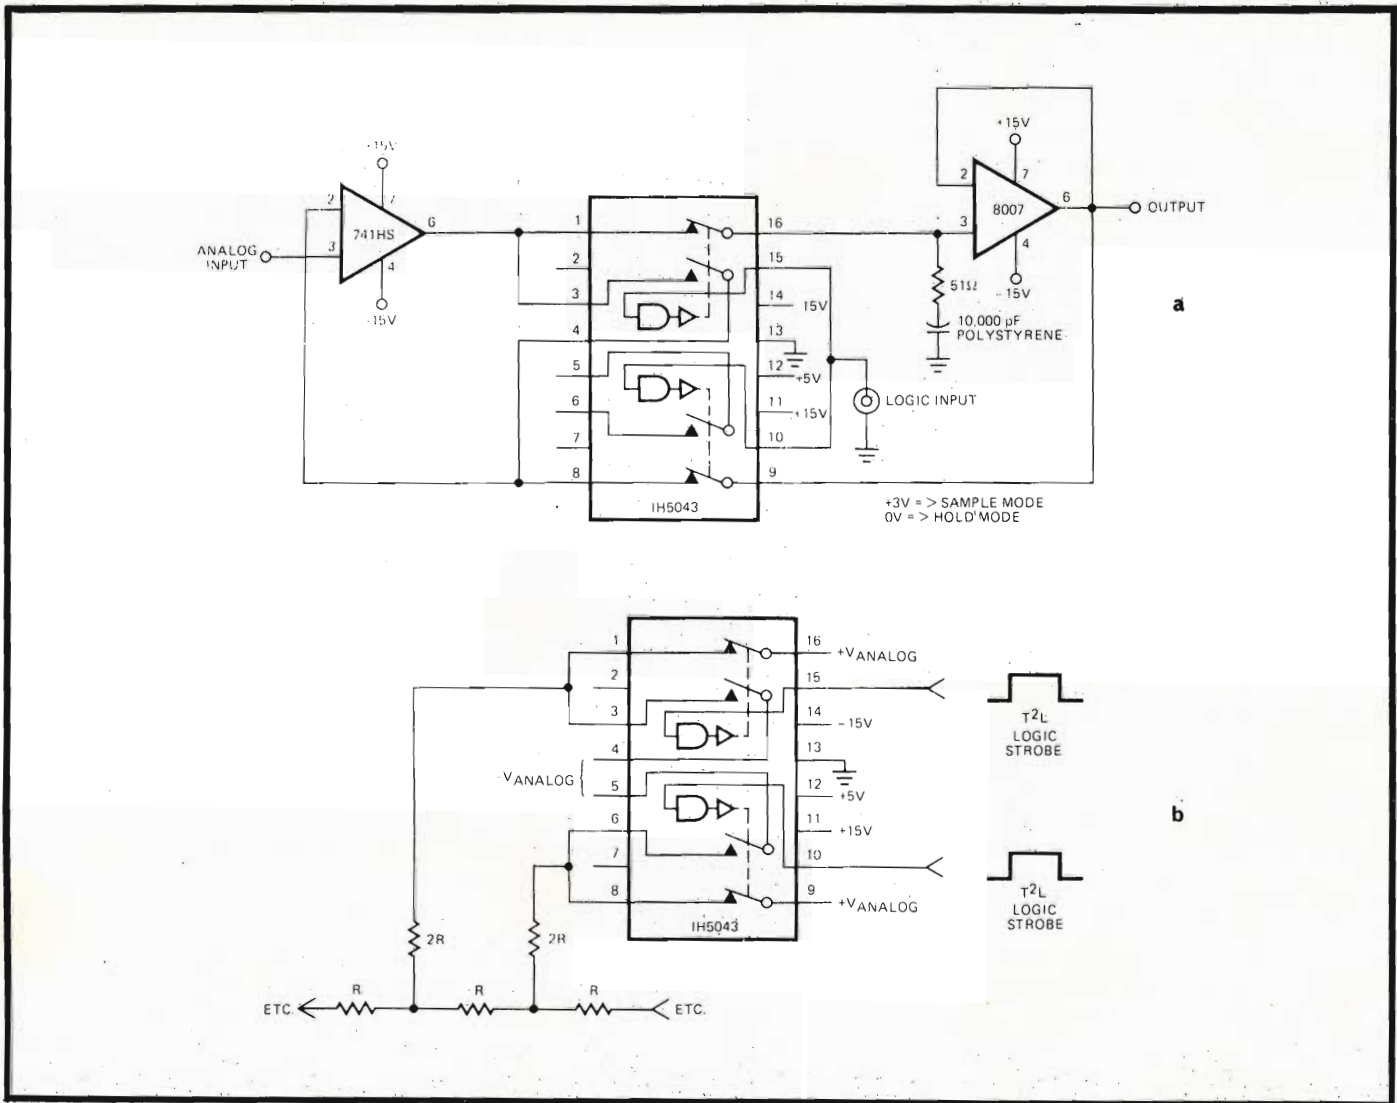 +15V
2
7
741HS
6
ANALOG
INPUT
3
4
-15V
1
2
3
4
5
6
7
8
16
15
14
15V
13
12
+5V
11
+15V
10
9
IH5043
+15V
2
7
8007
6
OUTPUT
3
4
-15V
51Ω
10,000 pF
POLYSTYRENE
a
LOGIC INPUT
+3V = > SAMPLE MODE
0V = > HOLD MODE
1
2
3
4
VANALOG
5
6
7
8
16
+VANALOG
15
14
-15V
13
12
+5V
11
+15V
10
9
+VANALOG
IH5043
T2L
LOGIC
STROBE
b
T2L
LOGIC
STROBE
2R
2R
ETC.
R
R
R
ETC.